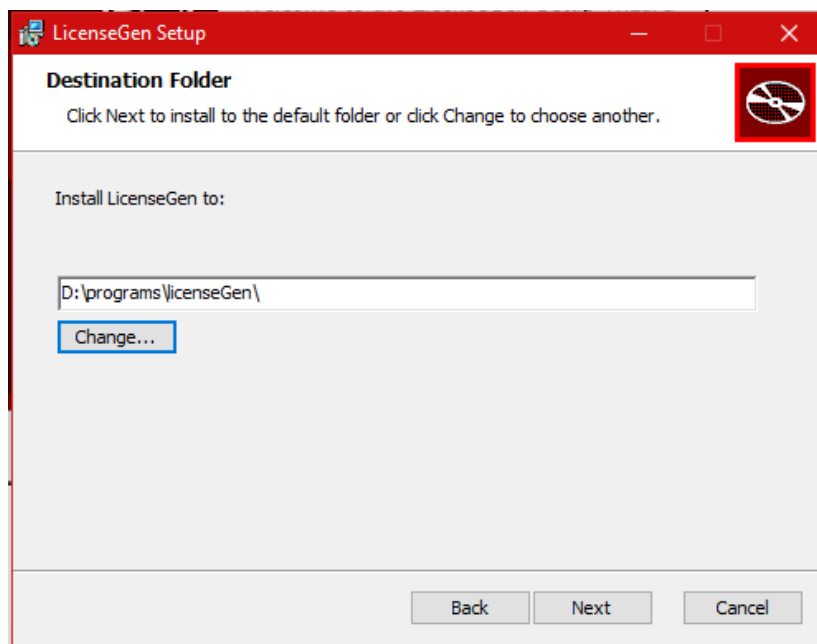 LicenseGen Setup
Destination Folder
Click Next to install to the default folder or click Change to choose another.
Install LicenseGen to:
D:\programs\licenseGen\
Change...
Back Next Cancel